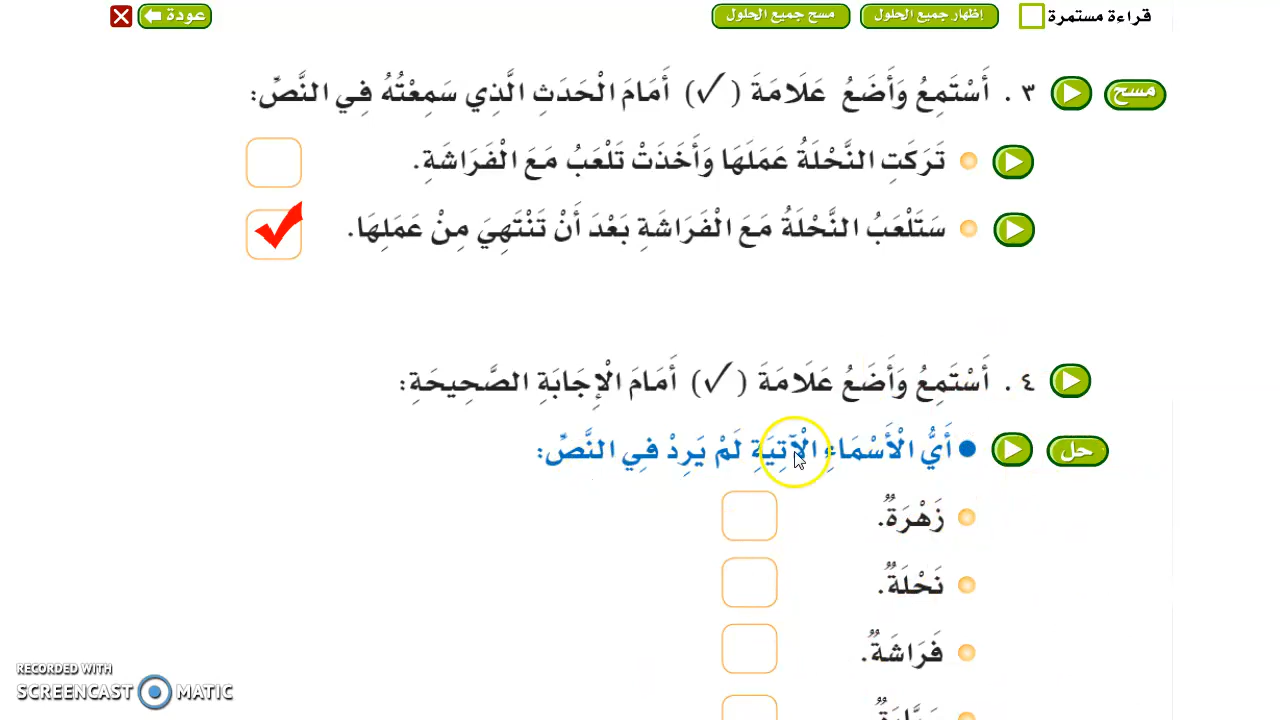 قراءة مستمرة إظهار جميع الحلول مسح جميع الحلول عودة
مسح ٣ . أَسْتَمِعُ وَأَضَعُ عَلَامَةَ (✓) أَمَامَ الْحَدَثِ الَّذِي سَمِعْتُهُ فِي النَّصِّ:
تَرَكَتِ النَّحْلَةُ عَمَلَهَا وَأَخَذَتْ تَلْعَبُ مَعَ الْفَرَاشَةِ.
سَتَلْعَبُ النَّحْلَةُ مَعَ الْفَرَاشَةِ بَعْدَ أَنْ تَنْتَهِيَ مِنْ عَمَلِهَا.
٤ . أَسْتَمِعُ وَأَضَعُ عَلَامَةَ (✓) أَمَامَ الْإِجَابَةِ الصَّحِيحَةِ:
حل أَيُّ الْأَسْمَاءِ الْآتِيَةِ لَمْ يَرِدْ فِي النَّصِّ:
زَهْرَةٌ.
نَحْلَةٌ.
فَرَاشَةٌ.
RECORDED WITH
SCREENCAST MATIC